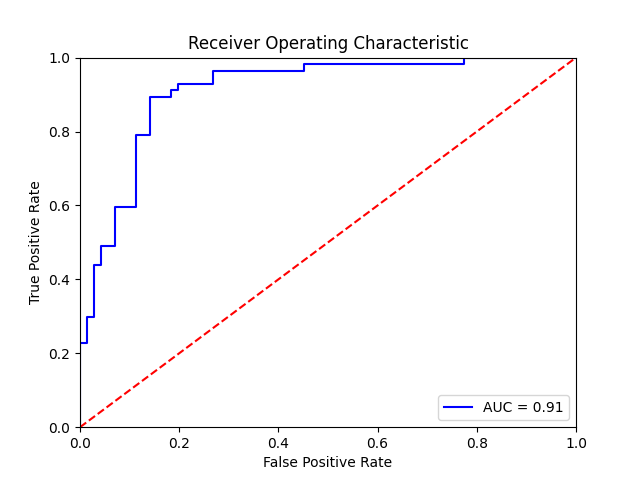 Receiver Operating Characteristic
1.0
0.8
0.6
0.4
0.2
0.0
True Positive Rate
AUC = 0.91
0.0 0.2 0.4 0.6 0.8 1.0
False Positive Rate